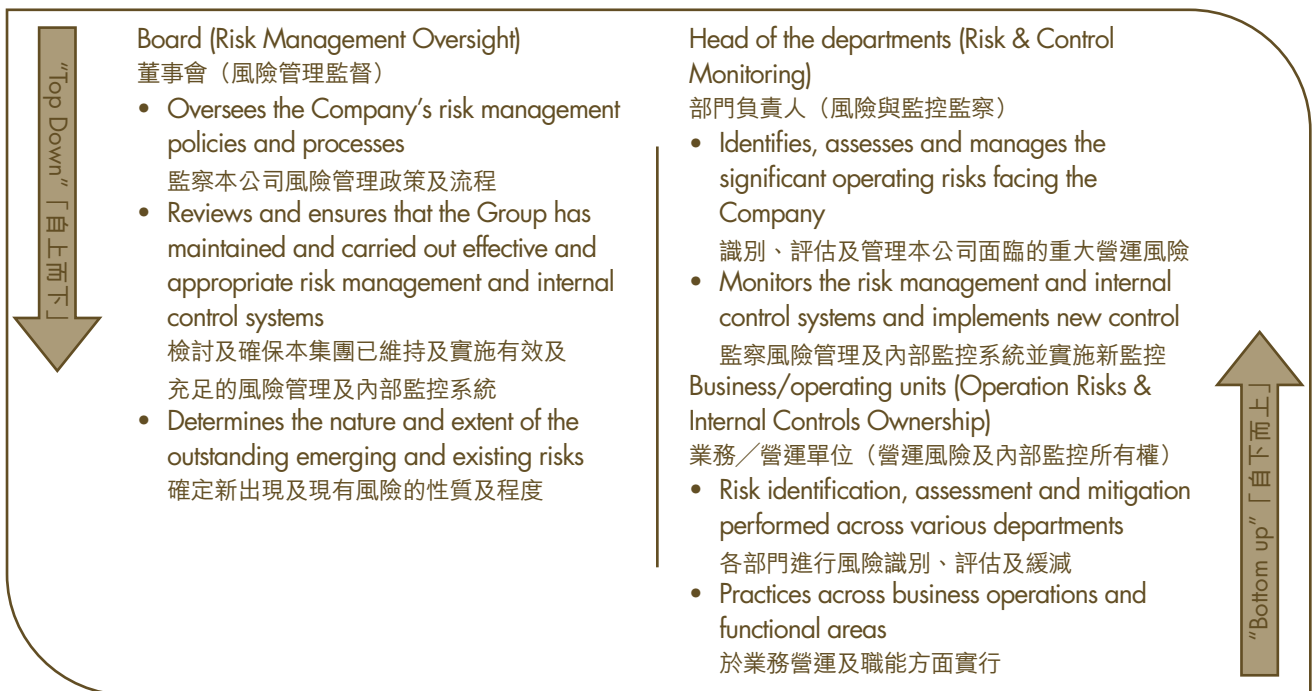 "Top Down"「自上而下」
Board (Risk Management Oversight)
董事會（風險管理監督）
• Oversees the Company's risk management
policies and processes
監察本公司風險管理政策及流程
• Reviews and ensures that the Group has
maintained and carried out effective and
appropriate risk management and internal
control systems
檢討及確保本集團已維持及實施有效及
充足的風險管理及內部監控系統
• Determines the nature and extent of the
outstanding emerging and existing risks
確定新出現及現有風險的性質及程度
Head of the departments (Risk & Control
Monitoring)
部門負責人（風險與監控監察）
• Identifies, assesses and manages the
significant operating risks facing the
Company
識別、評估及管理本公司面臨的重大營運風險
• Monitors the risk management and internal
control systems and implements new control
監察風險管理及內部監控系統並實施新監控
Business/operating units (Operation Risks &
Internal Controls Ownership)
業務／營運單位（營運風險及內部監控所有權）
• Risk identification, assessment and mitigation
performed across various departments
各部門進行風險識別、評估及緩減
• Practices across business operations and
functional areas
於業務營運及職能方面實行
"Bottom up"「自下而上」